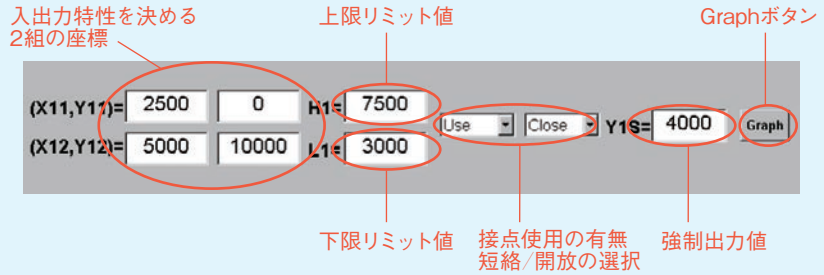 入出力特性を決める
2組の座標
上限リミット値
Graphボタン
(X11,Y11)= 2500 0 H1= 7500
Use Close Y1S= 4000 Graph
(X12,Y12)= 5000 10000 L1= 3000
下限リミット値
接点使用の有無
短絡/開放の選択
強制出力値